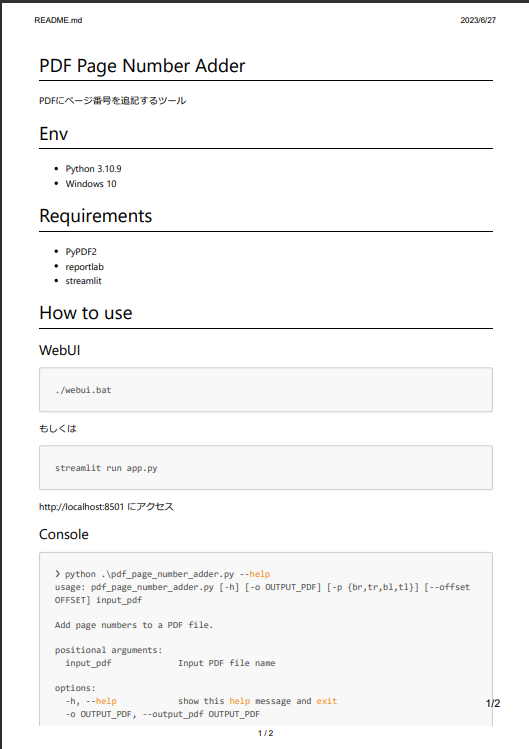 README.md 2023/6/27
PDF Page Number Adder
PDFにページ番号を追記するツール
Env
• Python 3.10.9
• Windows 10
Requirements
• PyPDF2
• reportlab
• streamlit
How to use
WebUI
./webui.bat
もしくは
streamlit run app.py
http://localhost:8501 にアクセス
Console
❯ python .\pdf_page_number_adder.py --help
usage: pdf_page_number_adder.py [-h] [-o OUTPUT_PDF] [-p {br,tr,bl,tl}] [--offset
OFFSET] input_pdf
Add page numbers to a PDF file.
positional arguments:
input_pdf Input PDF file name
options:
-h, --help show this help message and exit
-o OUTPUT_PDF, --output_pdf OUTPUT_PDF
1/2
1 / 2